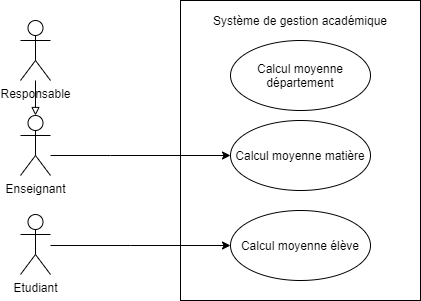 Système de gestion académique
Responsable
Calcul moyenne
département
Enseignant
Calcul moyenne matière
Etudiant
Calcul moyenne élève